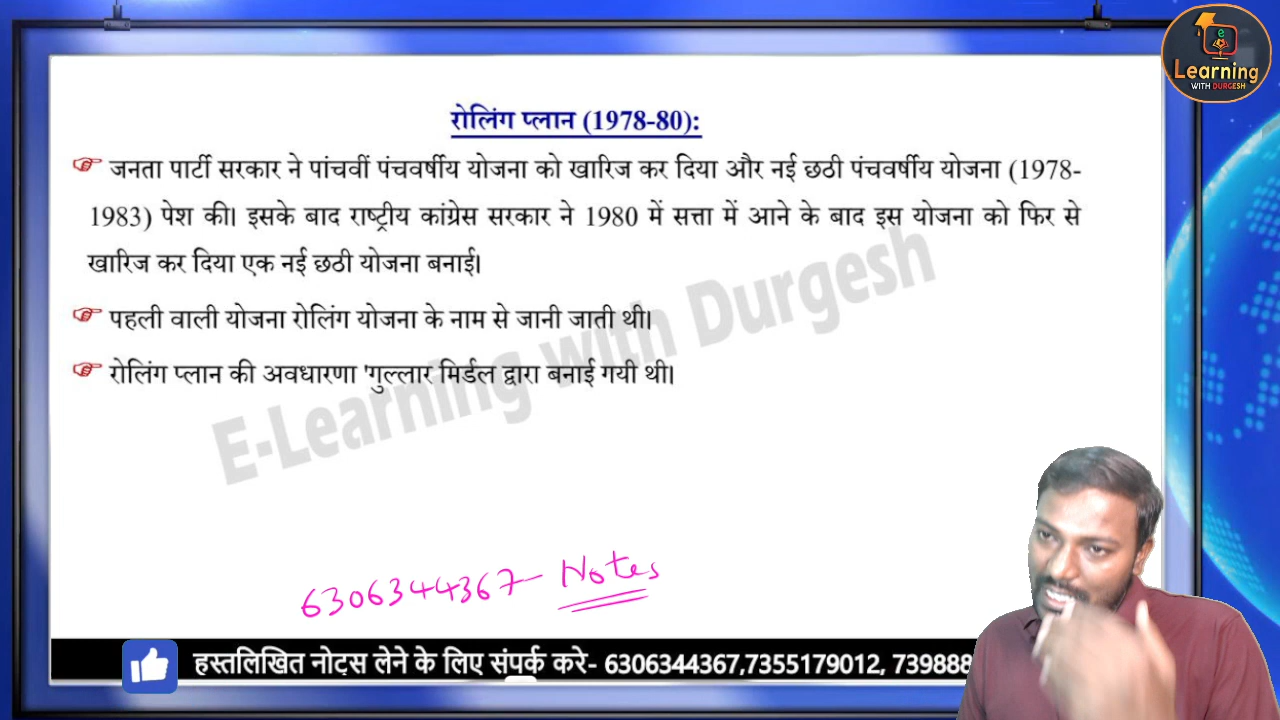 e
Learning
WITH DURGESH
रोलिंग प्लान (1978-80):
जनता पार्टी सरकार ने पांचवीं पंचवर्षीय योजना को खारिज कर दिया और नई छठी पंचवर्षीय योजना (1978-
1983) पेश की। इसके बाद राष्ट्रीय कांग्रेस सरकार ने 1980 में सत्ता में आने के बाद इस योजना को फिर से
खारिज कर दिया एक नई छठी योजना बनाई।
पहली वाली योजना रोलिंग योजना के नाम से जानी जाती थी।
रोलिंग प्लान की अवधारणा 'गुल्लार मिर्डल द्वारा बनाई गयी थी।
E-Learning with Durgesh
6306344367- Notes
हस्तलिखित नोट्स लेने के लिए संपर्क करे- 6306344367,7355179012, 739888